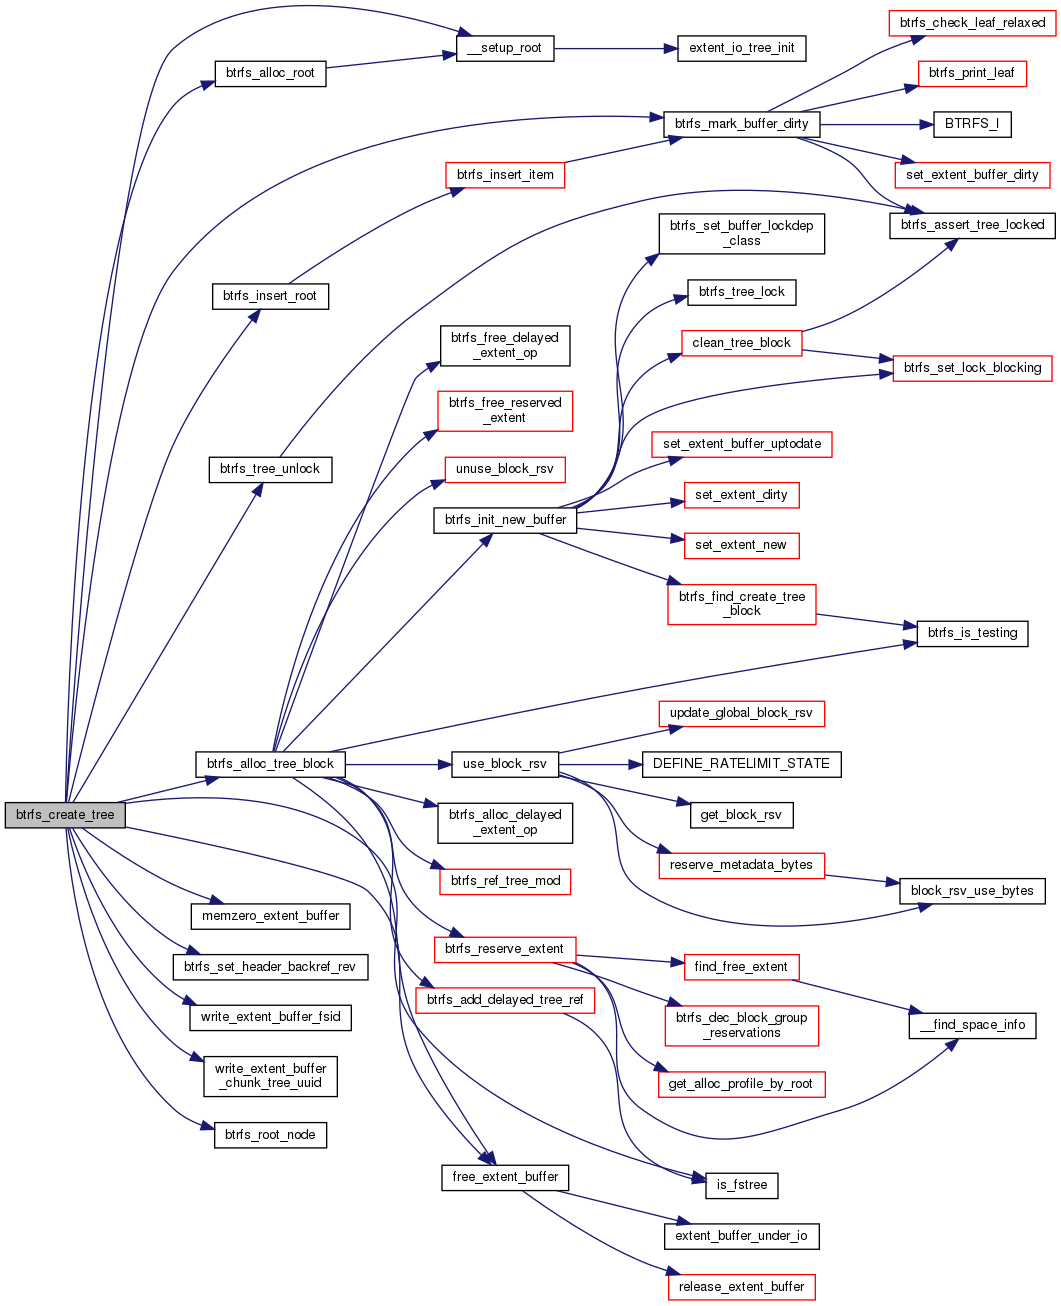 btrfs_check_leaf_relaxed
__setup_root
extent_io_tree_init
btrfs_alloc_root
btrfs_print_leaf
btrfs_mark_buffer_dirty
BTRFS_I
btrfs_insert_item
set_extent_buffer_dirty
btrfs_set_buffer_lockdep
_class
btrfs_assert_tree_locked
btrfs_insert_root
btrfs_tree_lock
btrfs_free_delayed
_extent_op
clean_tree_block
btrfs_set_lock_blocking
btrfs_free_reserved
_extent
set_extent_buffer_uptodate
btrfs_tree_unlock
unuse_block_rsv
set_extent_dirty
btrfs_init_new_buffer
set_extent_new
btrfs_find_create_tree
_block
btrfs_is_testing
update_global_block_rsv
btrfs_alloc_tree_block
use_block_rsv
DEFINE_RATELIMIT_STATE
btrfs_create_tree
btrfs_alloc_delayed
_extent_op
get_block_rsv
reserve_metadata_bytes
btrfs_ref_tree_mod
block_rsv_use_bytes
memzero_extent_buffer
btrfs_reserve_extent
btrfs_set_header_backref_rev
find_free_extent
btrfs_add_delayed_tree_ref
write_extent_buffer_fsid
btrfs_dec_block_group
_reservations
__find_space_info
write_extent_buffer
_chunk_tree_uuid
get_alloc_profile_by_root
btrfs_root_node
free_extent_buffer
is_fstree
extent_buffer_under_io
release_extent_buffer